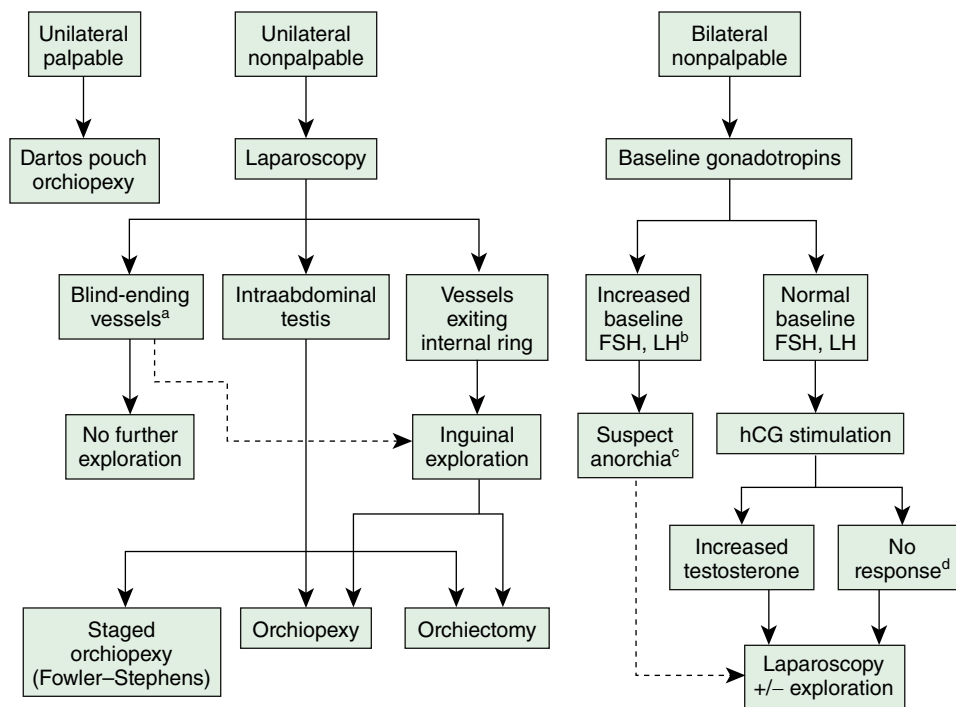 Unilateral
palpable
Unilateral
nonpalpable
Bilateral
nonpalpable
Dartos pouch
orchiopexy
Laparoscopy
Baseline gonadotropins
Blind-ending
vesselsᵃ
Intraabdominal
testis
Vessels
exiting
internal ring
Increased
baseline
FSH, LHᵇ
Normal
baseline
FSH, LH
No further
exploration
Inguinal
exploration
Suspect
anorchiaᶜ
hCG stimulation
Increased
testosterone
No
responseᵈ
Staged
orchiopexy
(Fowler–Stephens)
Orchiopexy
Orchiectomy
Laparoscopy
+/− exploration